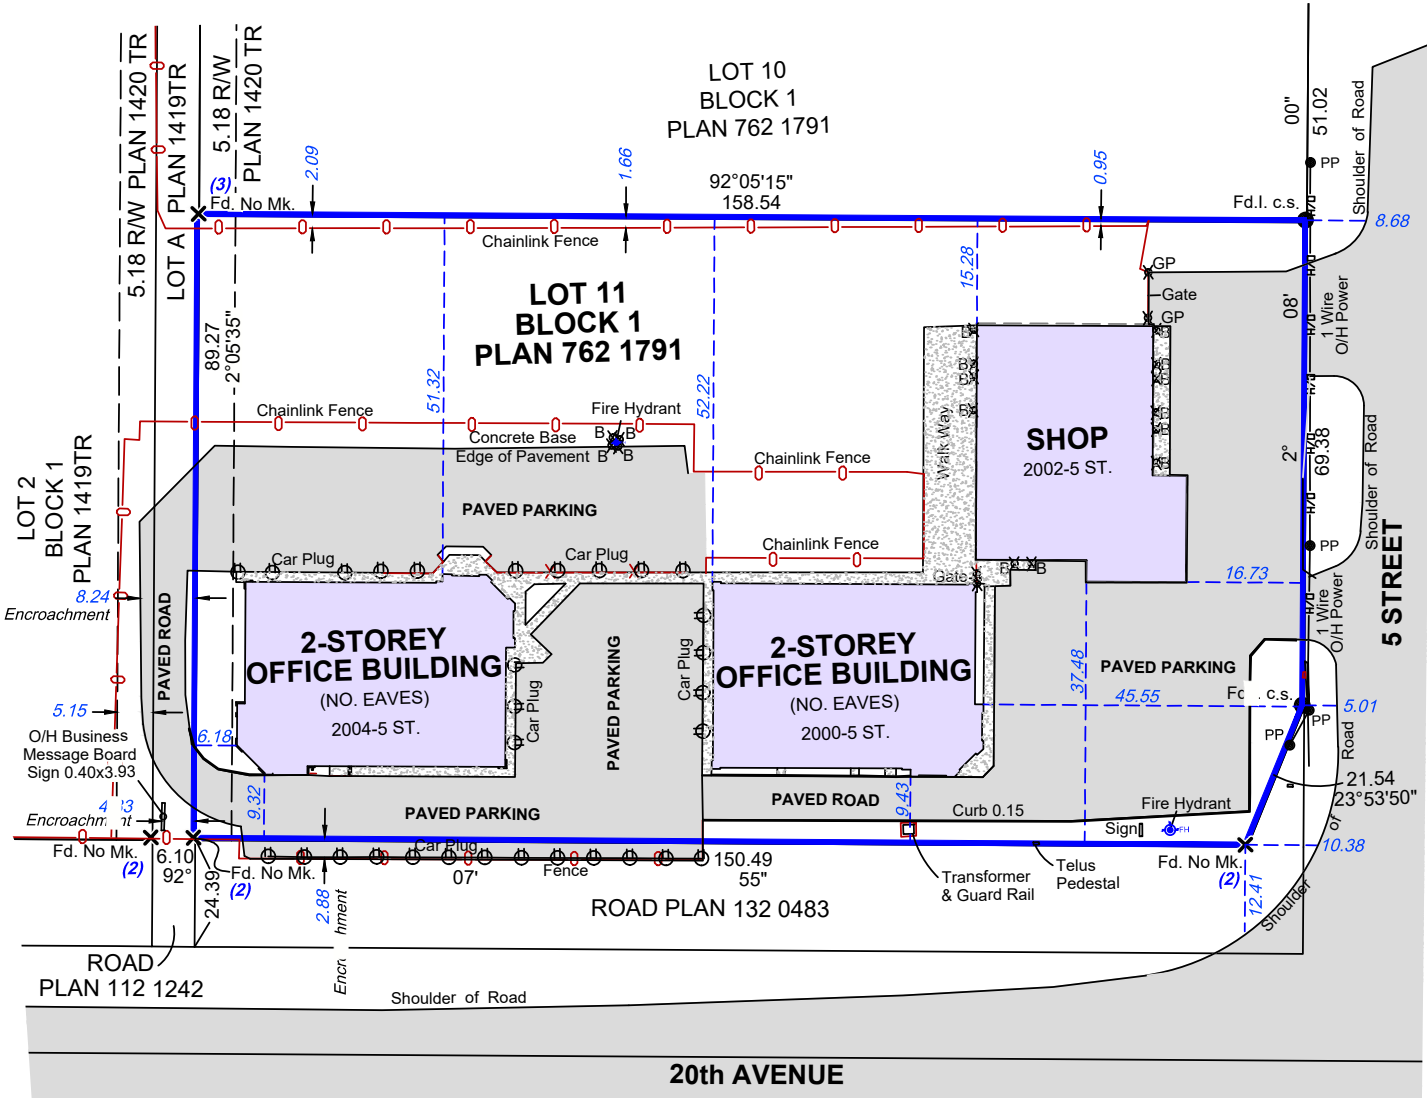 LOT 10
BLOCK 1
PLAN 762 1791
5.18 R/W PLAN 1420 TR
LOT A PLAN 1419TR
5.18 R/W
PLAN 1420 TR
(3)
Fd. No Mk.
2.09
1.66
92°05'15"
158.54
0.95
00"
51.02
PP
Shoulder of Road
Fd.I. c.s.
8.68
Chainlink Fence
LOT 11
BLOCK 1
PLAN 762 1791
15.28
GP
Gate
GP
08'
1 Wire
O/H Power
89.27
2°05'35"
51.32
52.22
Chainlink Fence
Fire Hydrant
Concrete Base
Edge of Pavement
B
B
B
B
Chainlink Fence
Walk Way
SHOP
2002-5 ST.
2°
69.38
Shoulder of Road
LOT 2
BLOCK 1
PLAN 1419TR
PAVED PARKING
Car Plug
Car Plug
Chainlink Fence
Gate
B
B
PP
16.73
5 STREET
8.24
Encroachment
PAVED ROAD
2-STOREY
OFFICE BUILDING
(NO. EAVES)
2004-5 ST.
Car Plug
PAVED PARKING
Car Plug
2-STOREY
OFFICE BUILDING
(NO. EAVES)
2000-5 ST.
37.48
PAVED PARKING
45.55
1 Wire
O/H Power
Fd c.s.
5.01
PP
PP
Road
5.15
6.18
O/H Business
Message Board
Sign 0.40x3.93
Encroachm nt
9.32
PAVED PARKING
PAVED ROAD
9.43
Curb 0.15
Sign
Fire Hydrant
FH
21.54
23°53'50"
of
10.38
Fd. No Mk.
(2)
6.10
92°
24.39
Fd. No Mk.
(2)
Car Plug
Fence
07'
150.49
55"
2.88
Encr hment
Transformer
& Guard Rail
Telus
Pedestal
Fd. No Mk.
(2)
12.41
Shoulder
ROAD PLAN 132 0483
ROAD
PLAN 112 1242
Shoulder of Road
20th AVENUE